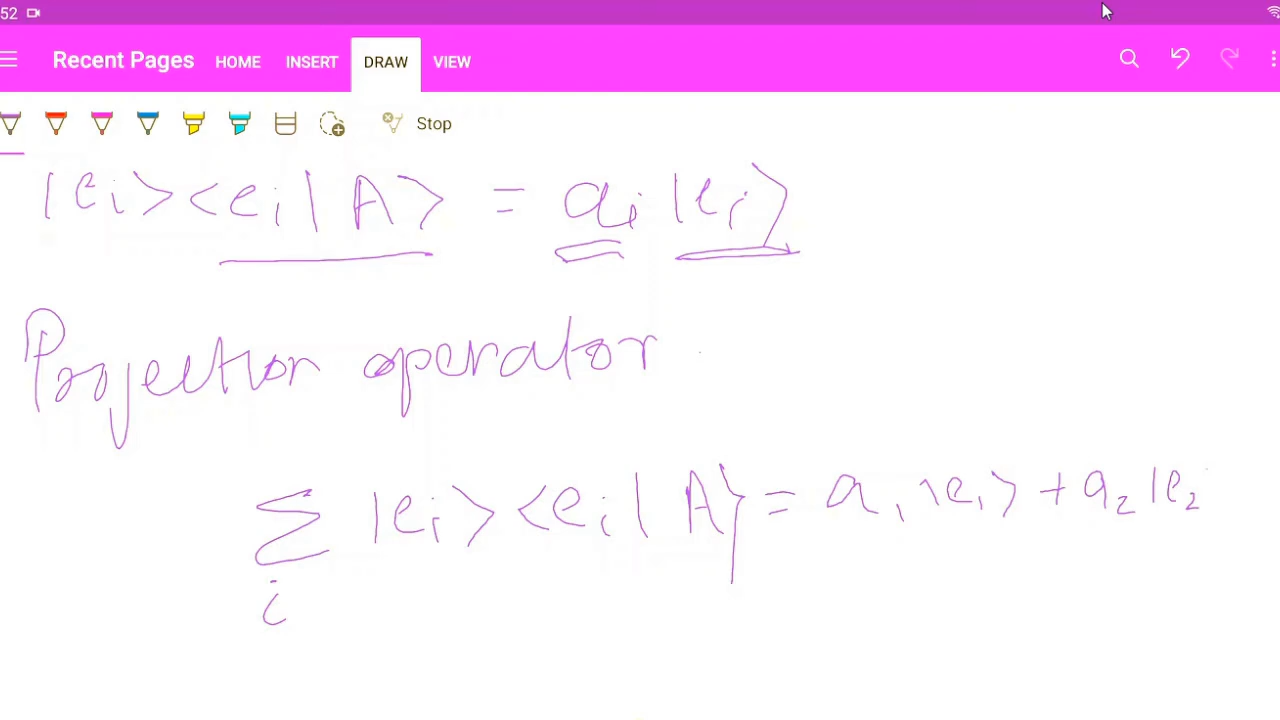 52
Recent Pages HOME INSERT DRAW VIEW
Stop
|ei><ei|A> = ai|ei>
Projection operator
∑ |ei><ei|A> = a1|e1> + a2|e2
i